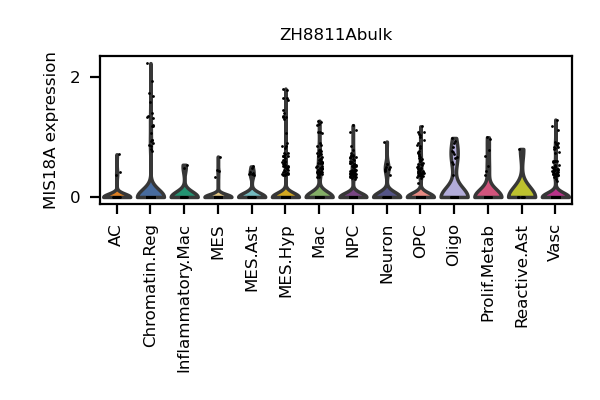 ZH8811Abulk
MIS18A expression
2
0
AC
Chromatin.Reg
Inflammatory.Mac
MES
MES.Ast
MES.Hyp
Mac
NPC
Neuron
OPC
Oligo
Prolif.Metab
Reactive.Ast
Vasc